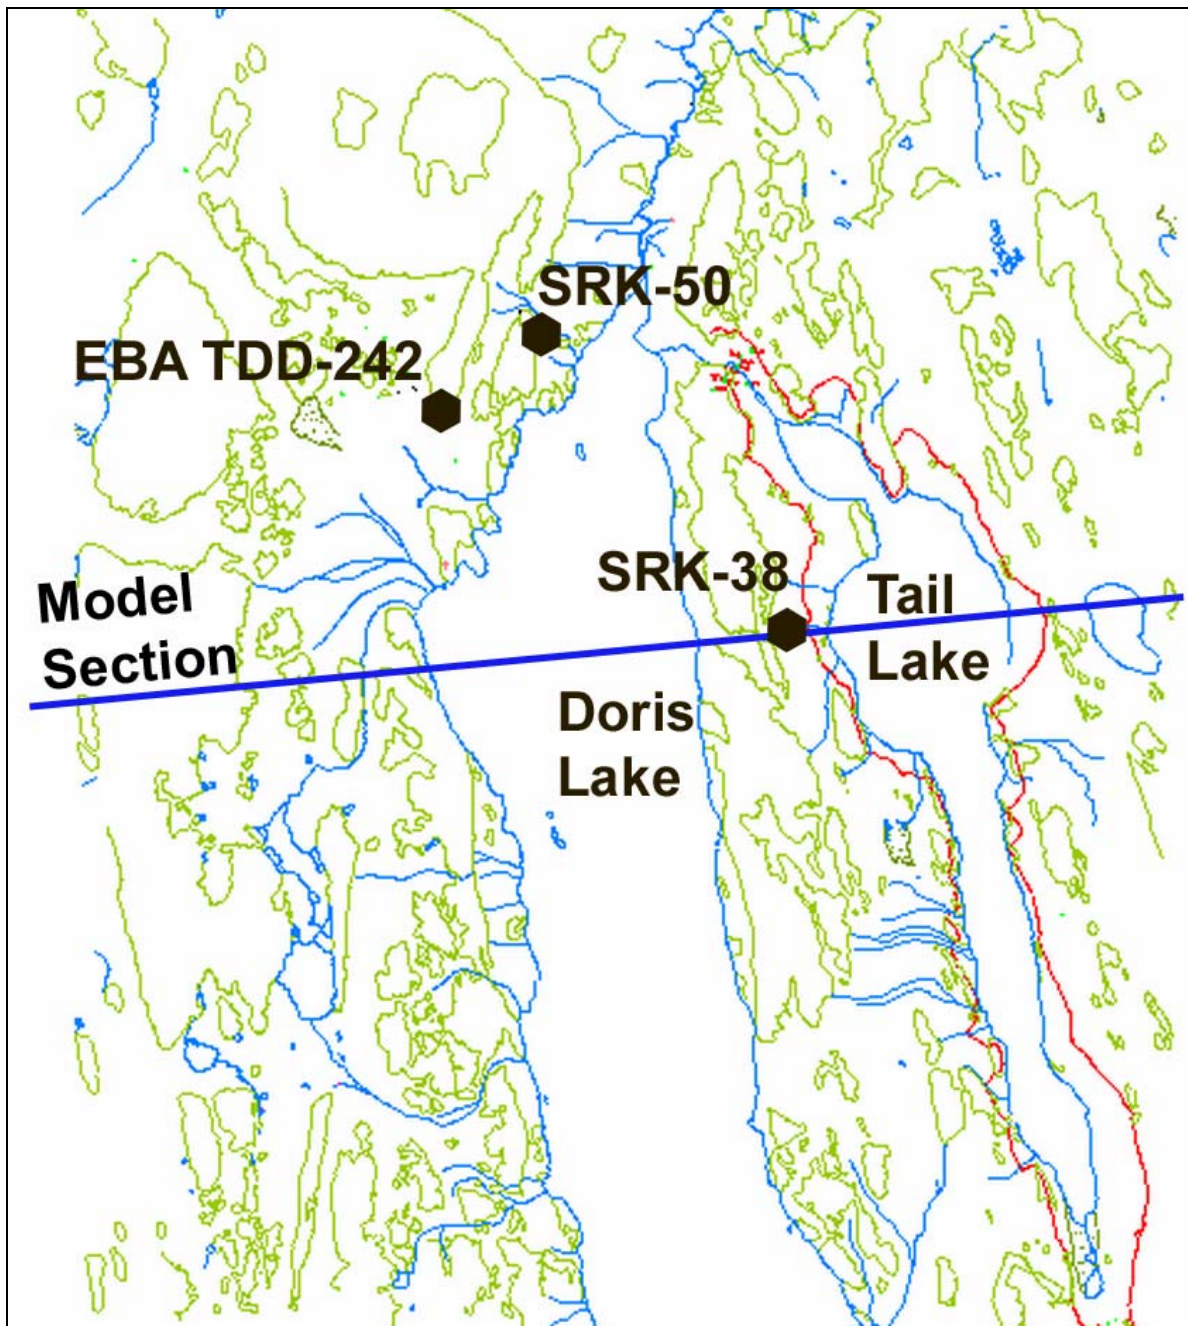 SRK-50
EBA TDD-242
SRK-38
Model
Section
Tail
Lake
Doris
Lake